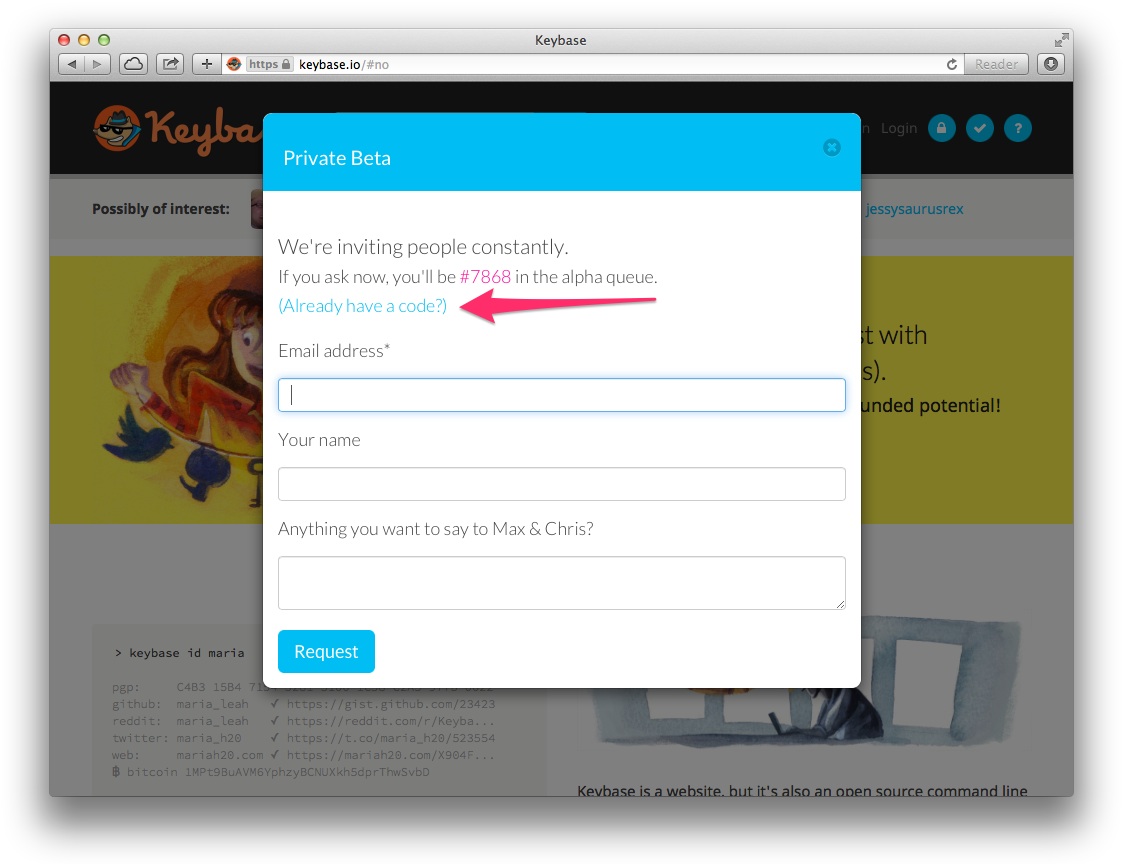 Keybase
https keybase.io/#no
Reader
Keyba
Login
?
Private Beta
Possibly of interest:
jessysaurusrex
We're inviting people constantly.
If you ask now, you'll be #7868 in the alpha queue.
(Already have a code?)
st with
s).
unded potential!
Email address*
Your name
Anything you want to say to Max & Chris?
Request
> keybase id maria
pgp: C4B3 15B4
github: maria_leah ✓ https://gist.github.com/23423
reddit: maria_leah ✓ https://reddit.com/r/Keyba...
twitter: maria_h20 ✓ https://t.co/maria_h20/523554
web: mariah20.com ✓ https://mariah20.com/X904F...
฿ bitcoin 1MPt9BuAVM6YphzyBCNUXkh5dprThwSvbD
Keybase is a website, but it's also an open source command line